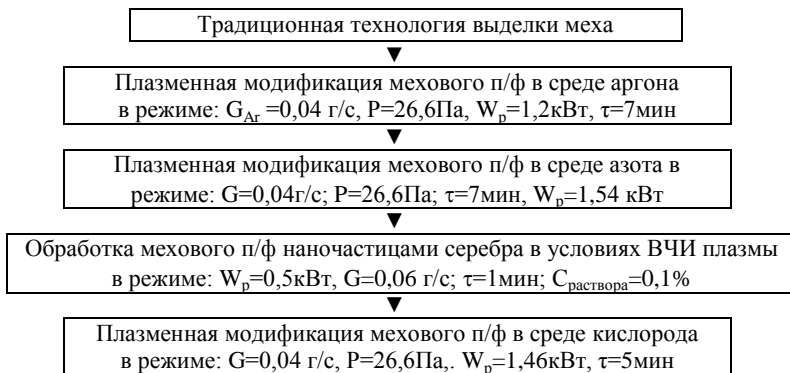 Традиционная технология выделки меха
▼
Плазменная модификация мехового п/ф в среде аргона
в режиме: G_Ar =0,04 г/с, P=26,6Па, W_p=1,2кВт, τ=7мин
▼
Плазменная модификация мехового п/ф в среде азота в
режиме: G=0,04г/с; P=26,6Па; τ=7мин, W_p=1,54 кВт
▼
Обработка мехового п/ф наночастицами серебра в условиях ВЧИ плазмы
в режиме: W_p=0,5кВт, G=0,06 г/с; τ=1мин; C_раствора=0,1%
▼
Плазменная модификация мехового п/ф в среде кислорода
в режиме: G=0,04 г/с, P=26,6Па,. W_p=1,46кВт, τ=5мин